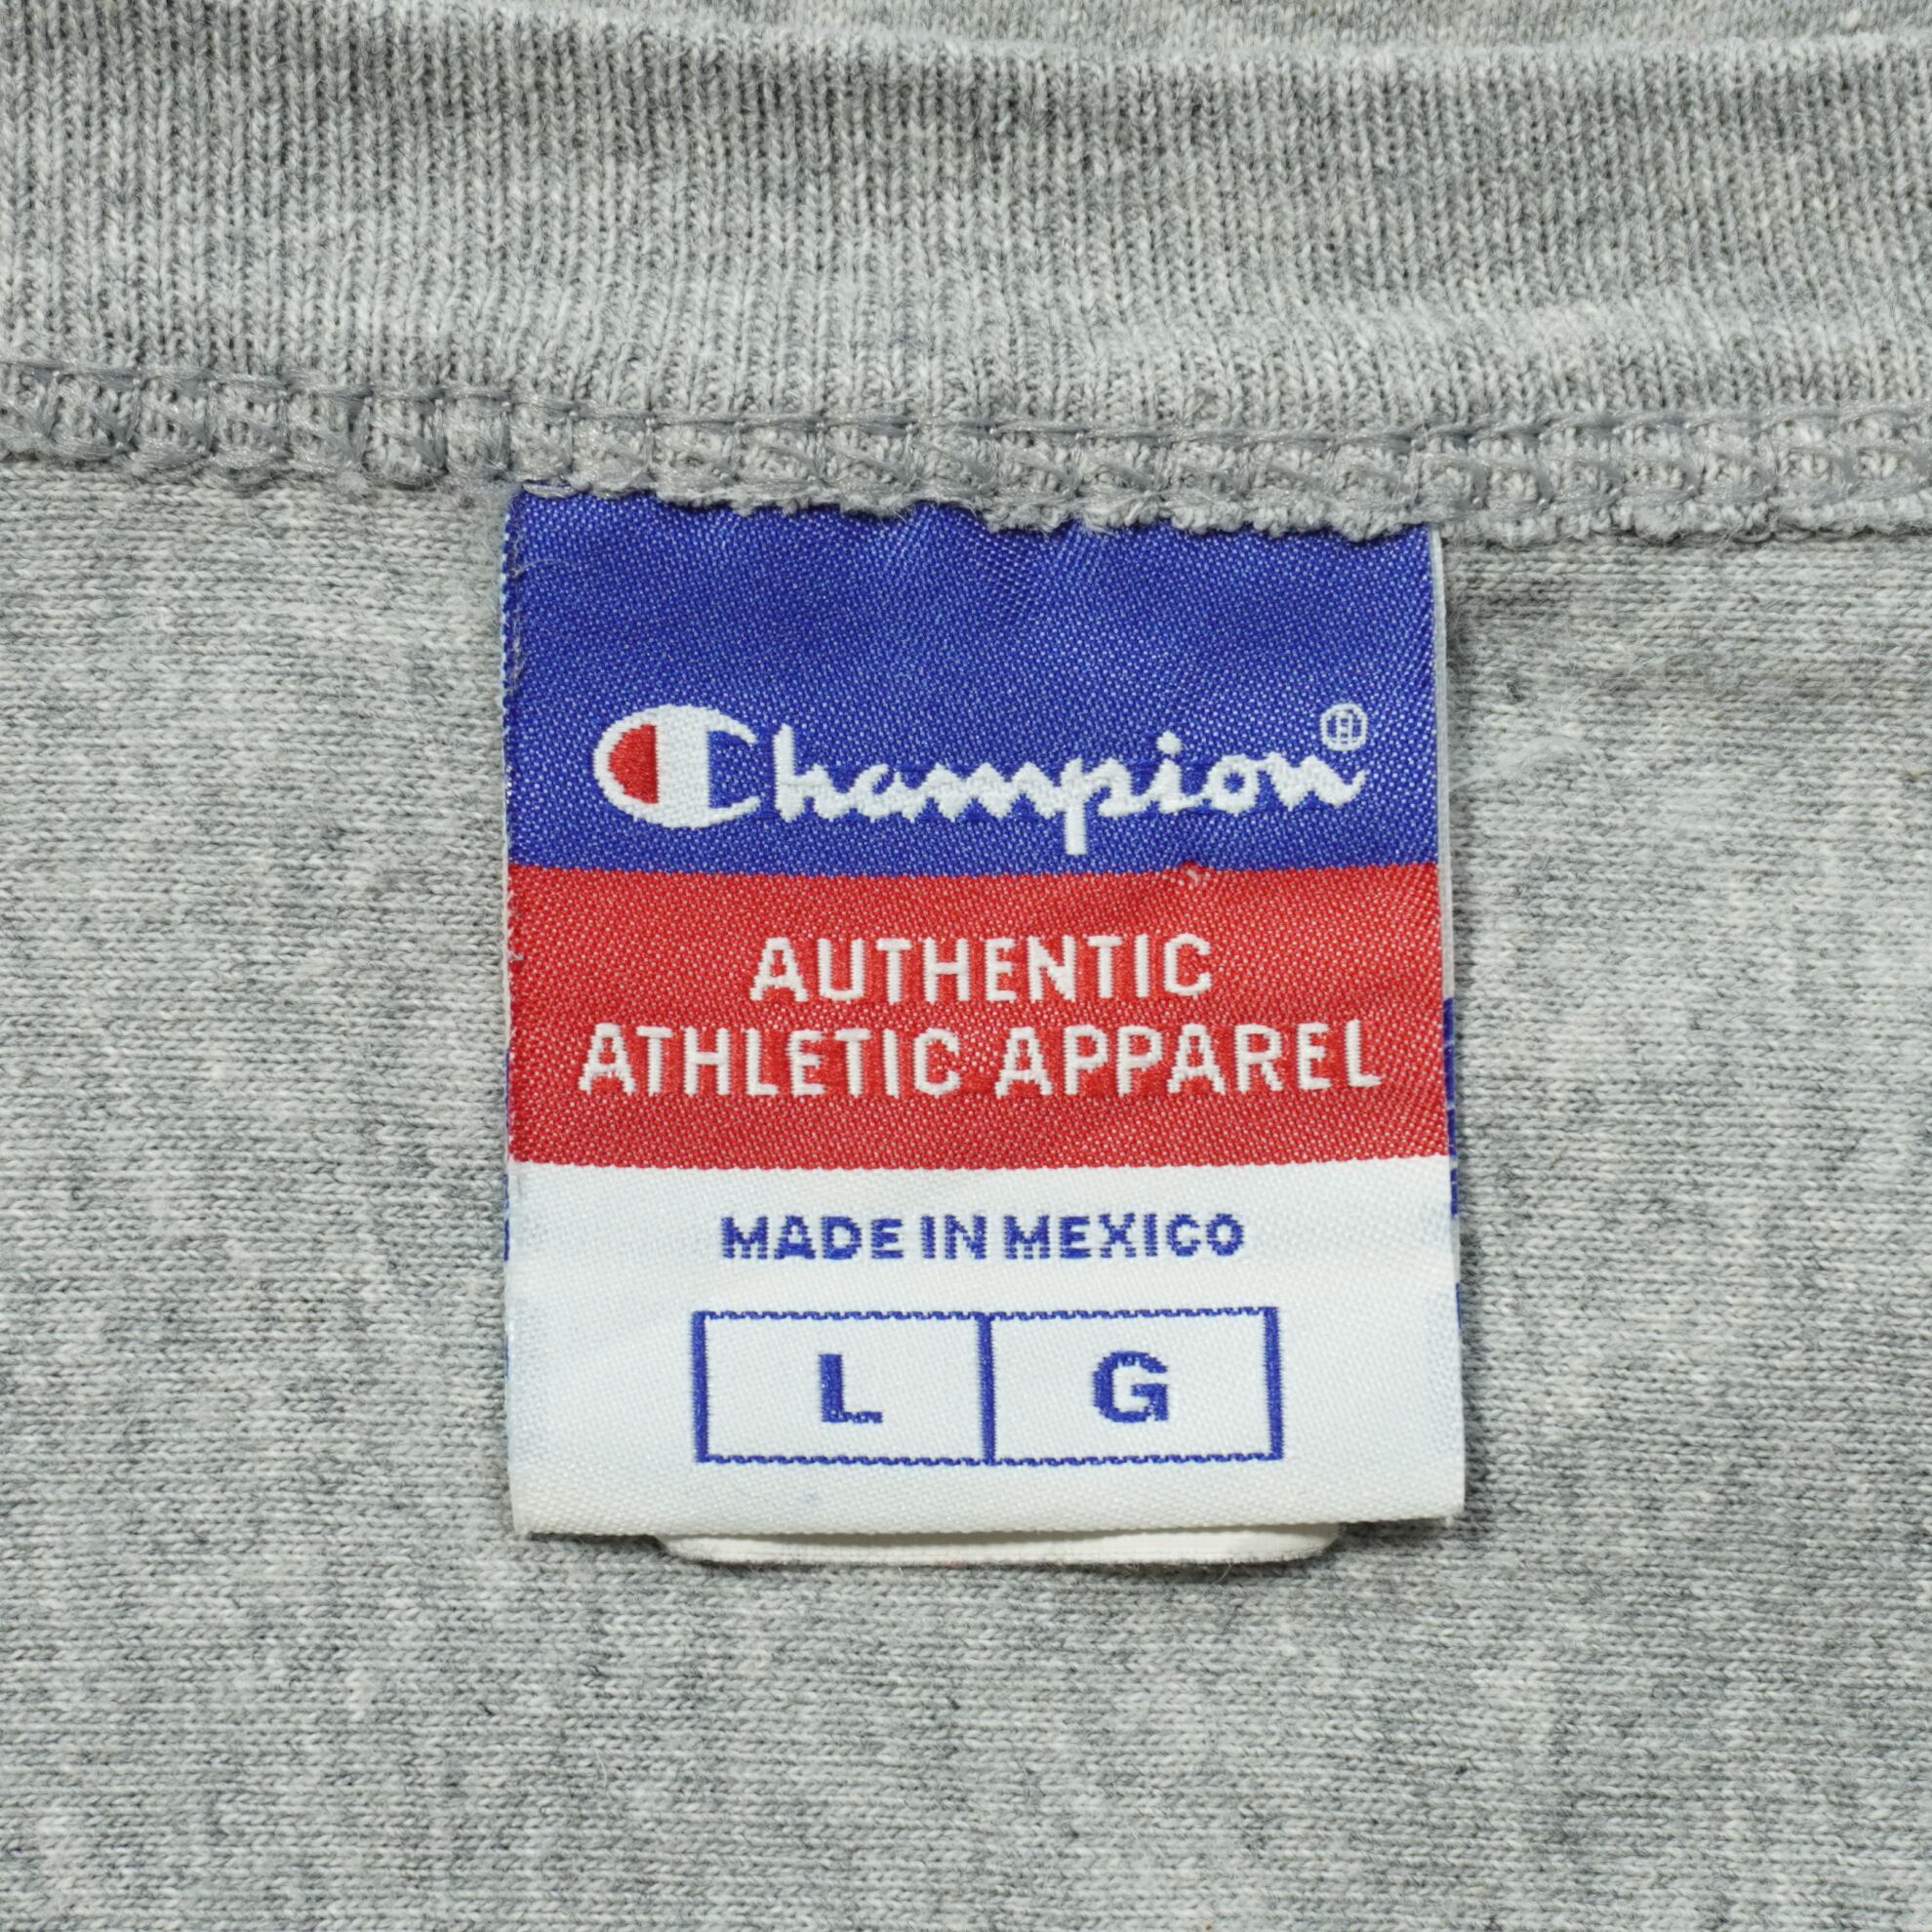 Champion®
AUTHENTIC
ATHLETIC APPAREL
MADE IN MEXICO
L G